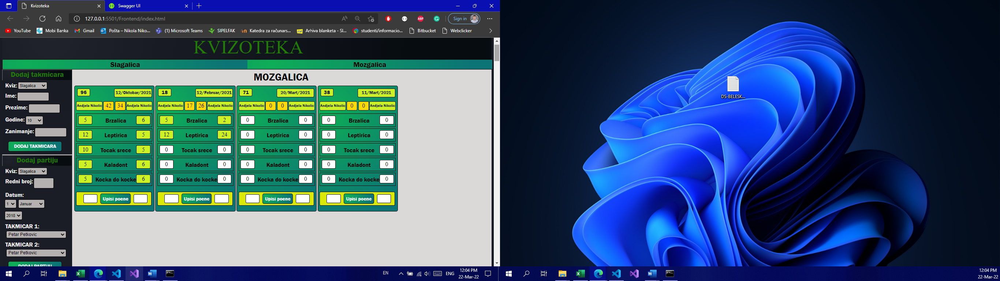 Kvizoteka
Swagger UI
127.0.0.1:5501/Frontend/index.html
ABP
Sign in
YouTube
Mobi Banka
Gmail
Pošta – Nikola Niko...
(1) Microsoft Teams
SIPELFAK
Katedra za računars...
Arhiva blanketa - Sl...
studenti/informacio...
Bitbucket
Webclicker
KVIZOTEKA
Slagalica
Mozgalica
Dodaj takmicara
Kviz: Slagalica
Ime:
Prezime:
Godine: 10
Zanimanje:
DODAJ TAKMICARA
Dodaj partiju
Kviz: Slagalica
Redni broj:
Datum:
1 Januar
2018
TAKMICAR 1:
Petar Petkovic
TAKMICAR 2:
Petar Petkovic
DODAJ PARTIJU
MOZGALICA
96 12/Oktobar/2021
Andjela Nikolic 42 34 Andjela Nikolic
5 Brzalica 6
12 Leptirica 5
10 Tocak srece 5
5 Kaladont 6
5 Kocka do kocke 6
Upisi poene
18 12/Februar/2021
Andjela Nikolic 17 26 Andjela Nikolic
5 Brzalica 2
12 Leptirica 24
0 Tocak srece 0
0 Kaladont 0
0 Kocka do kocke 0
Upisi poene
71 20/Mart/2021
Andjela Nikolic 0 0 Andjela Nikolic
0 Brzalica 0
0 Leptirica 0
0 Tocak srece 0
0 Kaladont 0
0 Kocka do kocke 0
Upisi poene
38 11/Mart/2021
Andjela Nikolic 0 0 Andjela Nikolic
0 Brzalica 0
0 Leptirica 0
0 Tocak srece 0
0 Kaladont 0
0 Kocka do kocke 0
Upisi poene
EN
ENG
12:04 PM
22-Mar-22
DS-BELESK...
12:04 PM
22-Mar-22